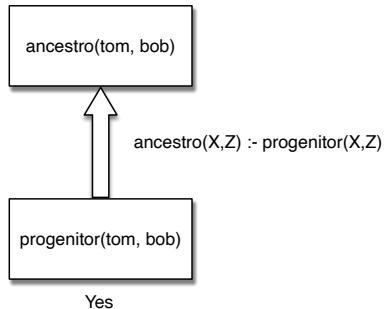 ancestro(tom, bob)
ancestro(X,Z) :- progenitor(X,Z)
progenitor(tom, bob)
Yes